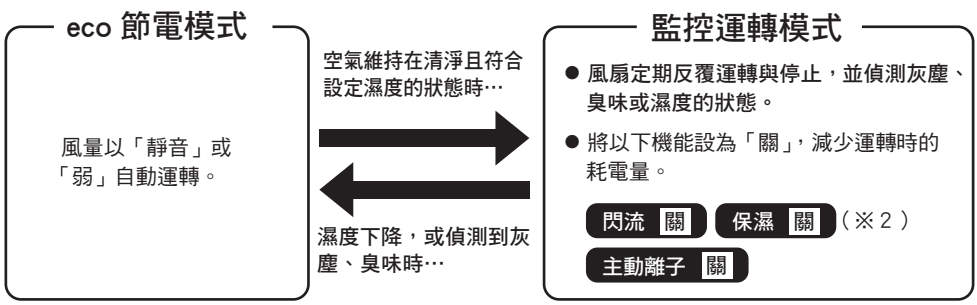 eco 節電模式
風量以「靜音」或
「弱」自動運轉。
空氣維持在清淨且符合
設定濕度的狀態時…
濕度下降，或偵測到灰
塵、臭味時…
監控運轉模式
● 風扇定期反覆運轉與停止，並偵測灰塵、
臭味或濕度的狀態。
● 將以下機能設為「關」，減少運轉時的
耗電量。
閃流 關 保濕 關 （※２）
主動離子 關